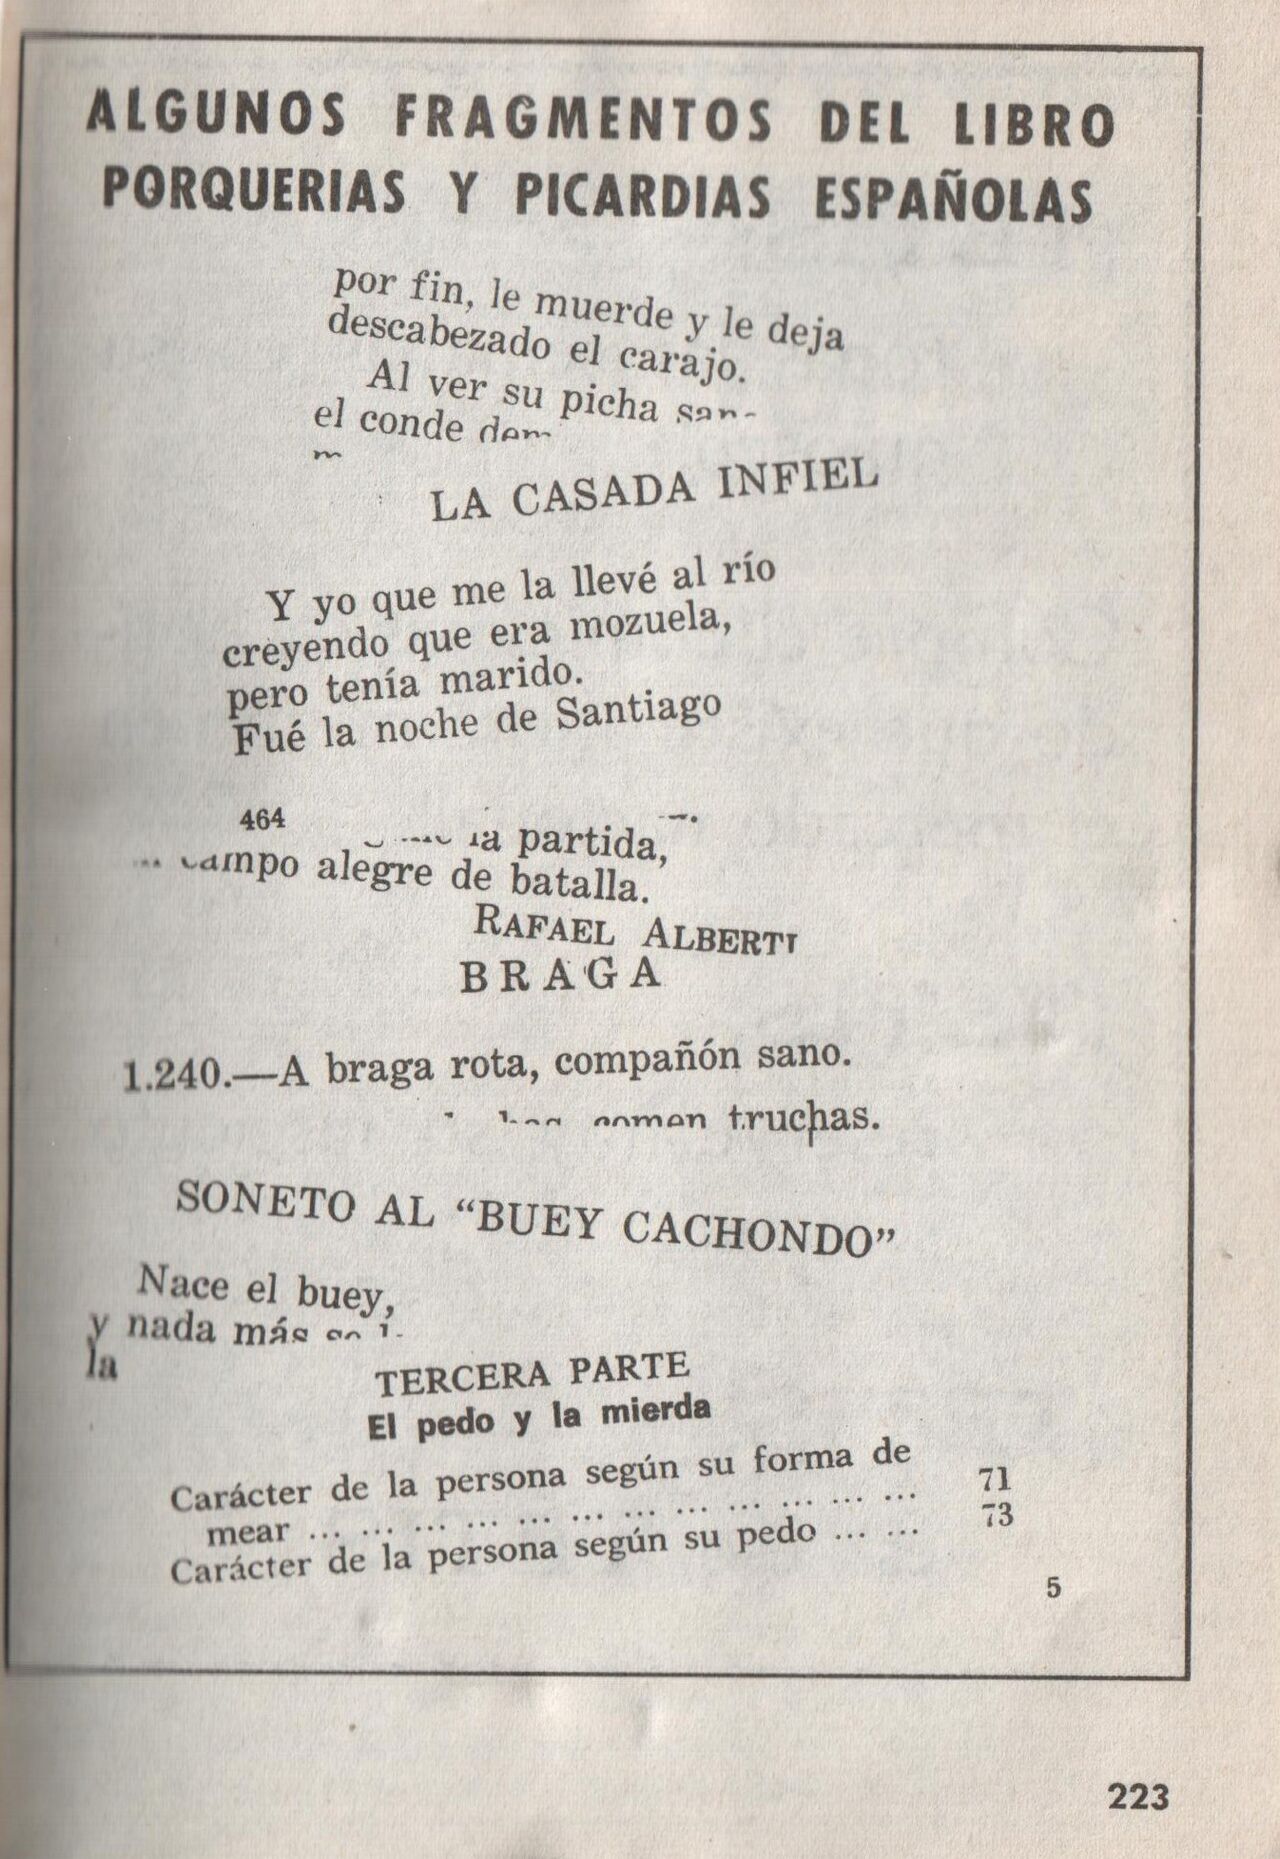 ALGUNOS FRAGMENTOS DEL LIBRO
PORQUERIAS Y PICARDIAS ESPAÑOLAS
por fin, le muerde y le deja
descabezado el carajo.
Al ver su picha
el conde
LA CASADA INFIEL
Y yo que me la llevé al río
creyendo que era mozuela,
pero tenía marido.
Fué la noche de Santiago
464
la partida,
campo alegre de batalla.
RAFAEL ALBERTI
BRAGA
1.240.—A braga rota, compañón sano.
comen truchas.
SONETO AL “BUEY CACHONDO”
Nace el buey,
y nada más
la
TERCERA PARTE
El pedo y la mierda
Carácter de la persona según su forma de
mear ... ... ... ... ... ... ... ... ... ... ... ... 71
Carácter de la persona según su pedo ... ... 73
5
223